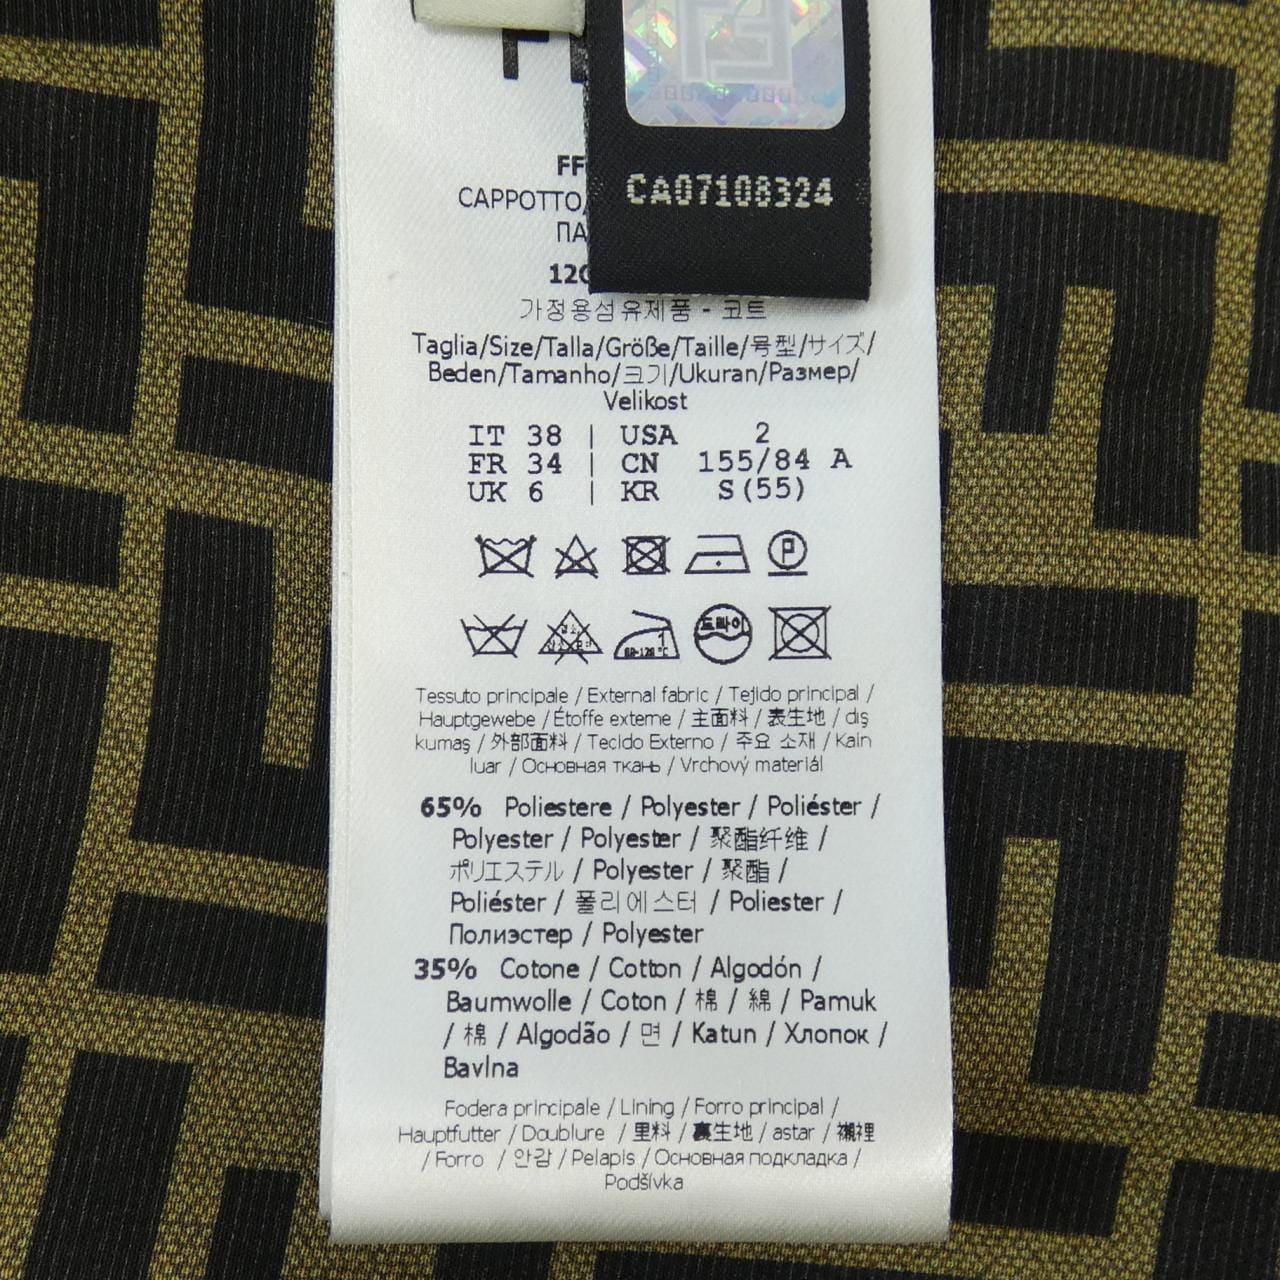 CA07108324
FF
CAPPOTTO/
ПА
가정용섬유제품 - 코트
Taglia/Size/Talla/Größe/Taille/号型/サイズ/
Beden/Tamanho/크기/Ukuran/Размер/
Velikost
IT 38 | USA 2
FR 34 | CN 155/84 A
UK 6 | KR S(55)
P
드라이
Tessuto principale / External fabric / Tejido principal /
Hauptgewebe / Étoffe externe / 主面料 / 表生地 / dış
kumaş / 外部面料 / Tecido Externo / 주요 소재 / Kain
luar / Основная ткань / Vrchový materiál
65% Poliestere / Polyester / Poliéster /
Polyester / Polyester / 聚酯纤维 /
ポリエステル / Polyester / 聚酯 /
Poliéster / 폴리에스터 / Poliester /
Полиэстер / Polyester
35% Cotone / Cotton / Algodón /
Baumwolle / Coton / 棉 / 綿 / Pamuk
/ 棉 / Algodão / 면 / Katun / Хлопок /
Bavlna
Fodera principale / Lining / Forro principal /
Hauptfutter / Doublure / 里料 / 裏生地 / astar / 襯裡
/ Forro / 안감 / Pelapis / Основная подкладка /
Podšívka